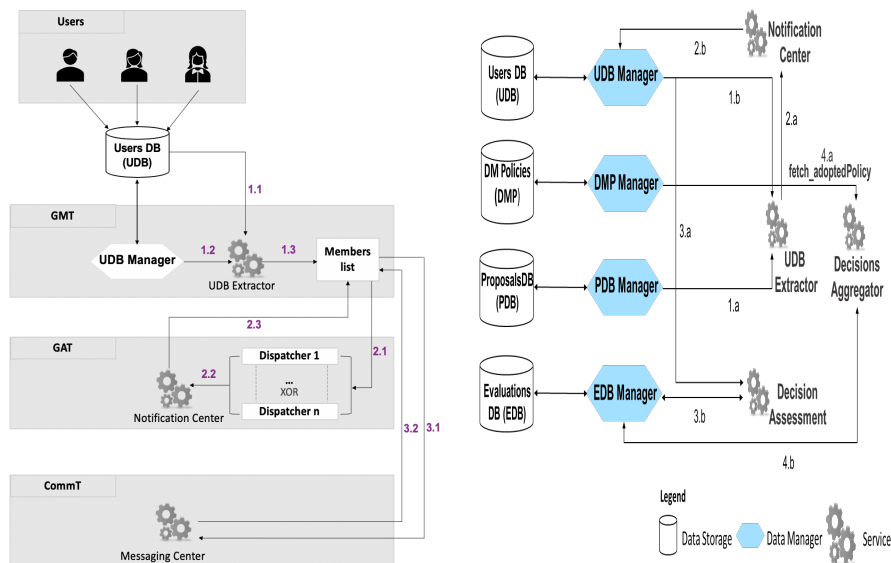 Users
Users DB
(UDB)
1.1
GMT
UDB Manager
1.2
UDB Extractor
1.3
Members
list
2.3
GAT
2.1
2.2
Dispatcher 1
...
XOR
Dispatcher n
Notification Center
3.2
3.1
CommT
Messaging Center
Users DB
(UDB)
UDB Manager
2.b
Notification
Center
1.b
2.a
DM Policies
(DMP)
DMP Manager
4.a
fetch_adoptedPolicy
3.a
UDB
Extractor
Decisions
Aggregator
ProposalsDB
(PDB)
PDB Manager
1.a
Evaluations
DB (EDB)
EDB Manager
3.b
Decision
Assessment
4.b
Legend
Data Storage
Data Manager
Service